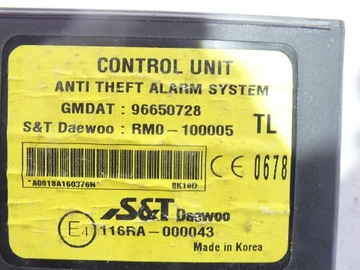 CONTROL UNIT
ANTI THEFT ALARM SYSTEM
GMDAT : 96650728
S&T Daewoo : RM0-100005 TL
"A0018A160376N" 8K16D
CE 0678
S&T Daewoo
E4 116RA-000043
Made in Korea